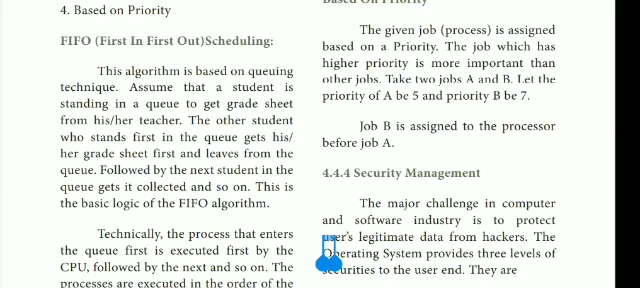 4. Based on Priority
FIFO (First In First Out)Scheduling:
This algorithm is based on queuing
technique. Assume that a student is
standing in a queue to get grade sheet
from his/her teacher. The other student
who stands first in the queue gets his/
her grade sheet first and leaves from the
queue. Followed by the next student in the
queue gets it collected and so on. This is
the basic logic of the FIFO algorithm.
Technically, the process that enters
the queue first is executed first by the
CPU, followed by the next and so on. The
processes are executed in the order of the
Based On Priority
The given job (process) is assigned
based on a Priority. The job which has
higher priority is more important than
other jobs. Take two jobs A and B. Let the
priority of A be 5 and priority B be 7.
Job B is assigned to the processor
before job A.
4.4.4 Security Management
The major challenge in computer
and software industry is to protect
user's legitimate data from hackers. The
Operating System provides three levels of
securities to the user end. They are